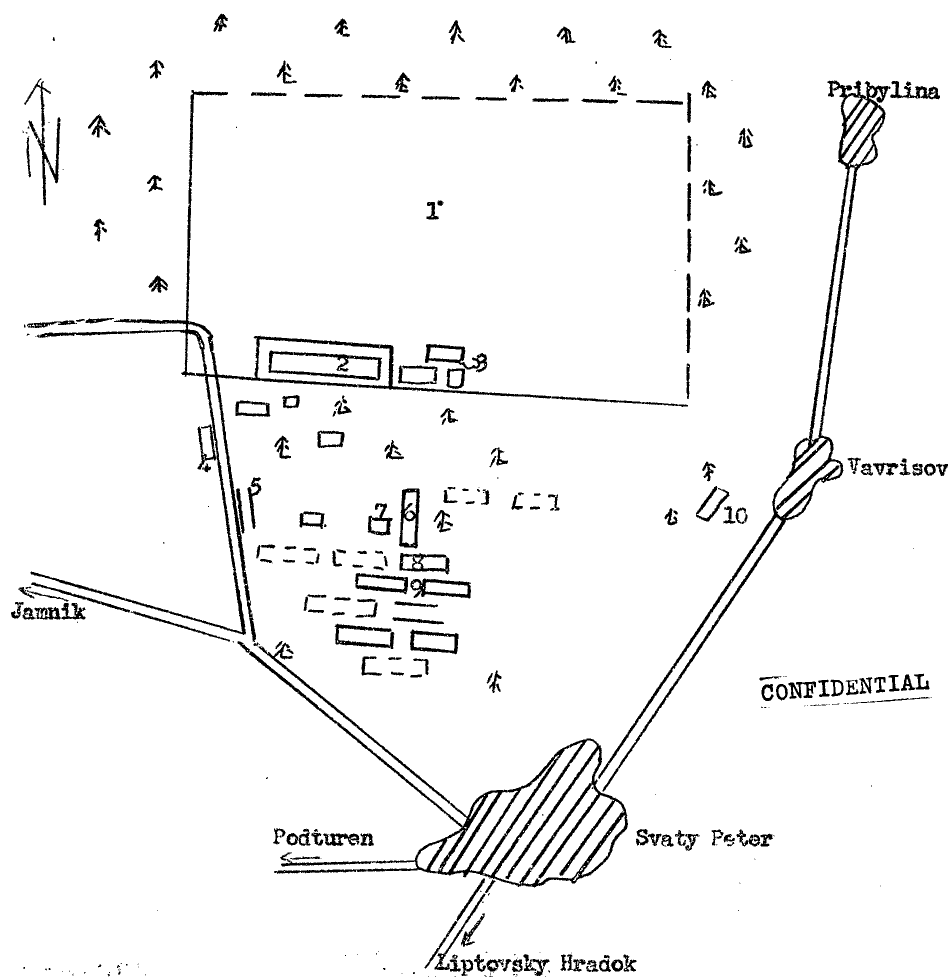 Pribylina
N
1
2
3
4
Vavrisov
5
7
6
10
8
9
Jamnik
CONFIDENTIAL
Podturen
Svaty Peter
Liptovsky Hradok